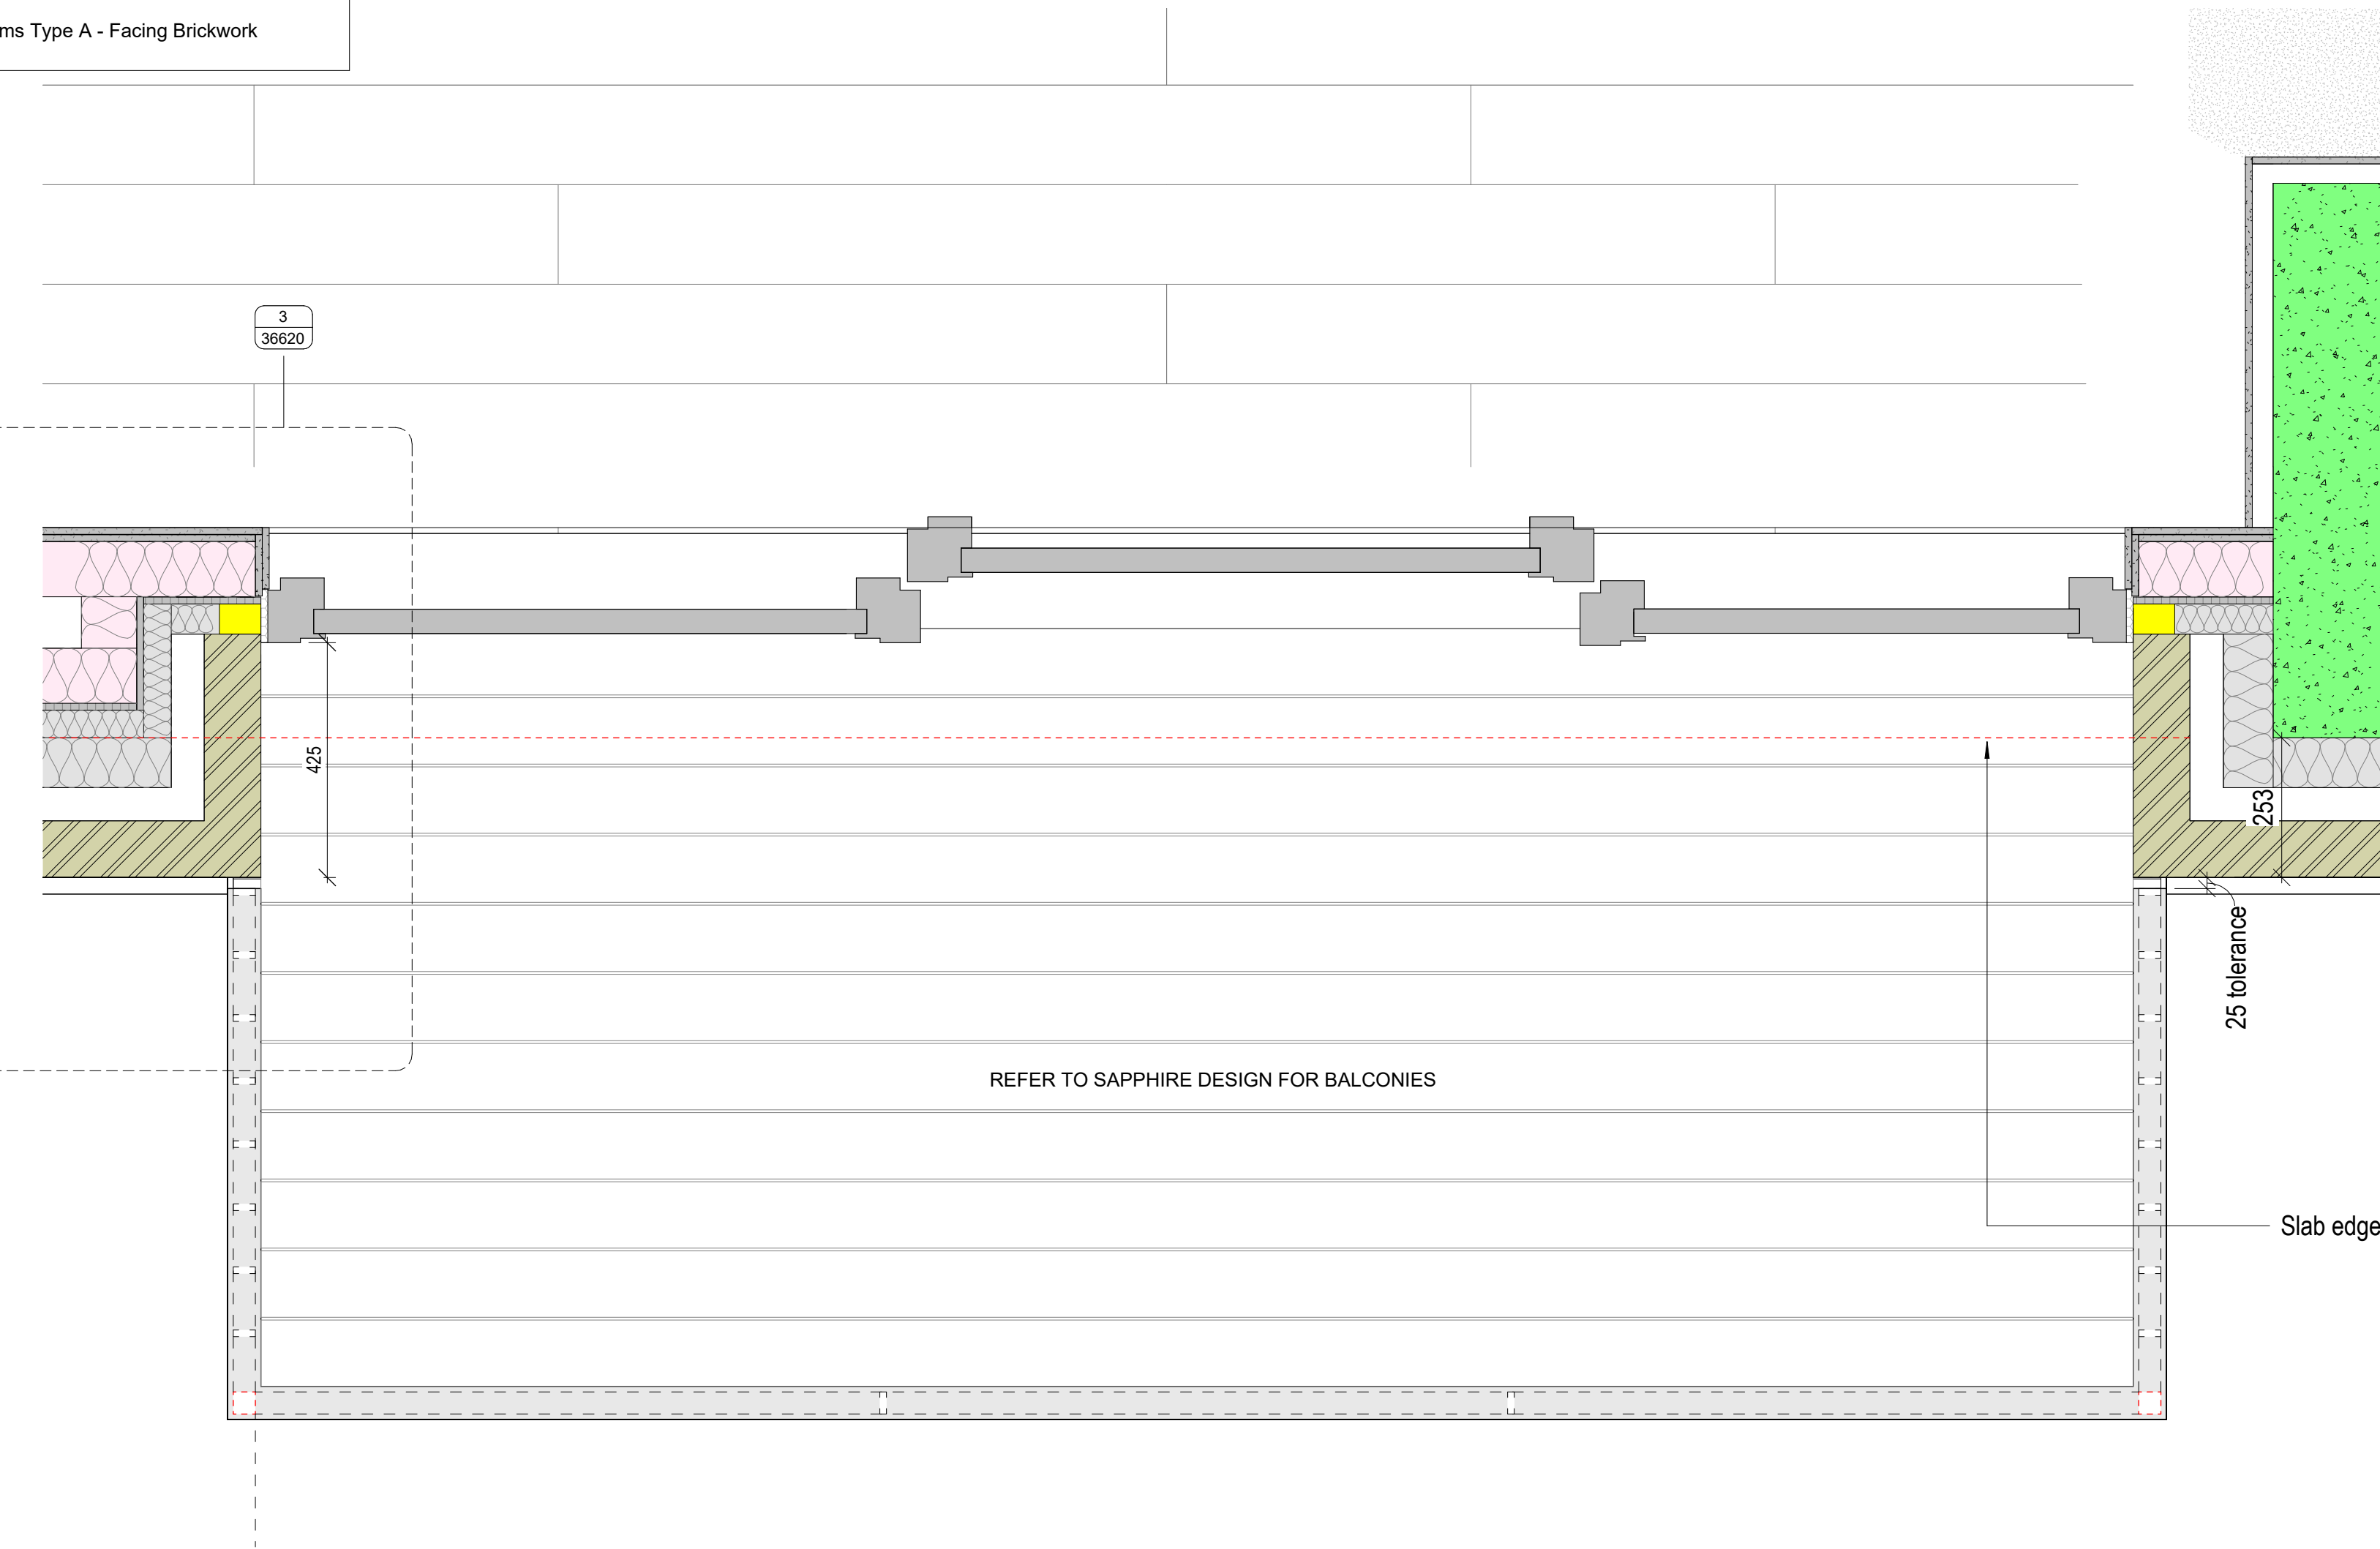 ms Type A - Facing Brickwork
3
36620
425
253
25 tolerance
REFER TO SAPPHIRE DESIGN FOR BALCONIES
Slab edge